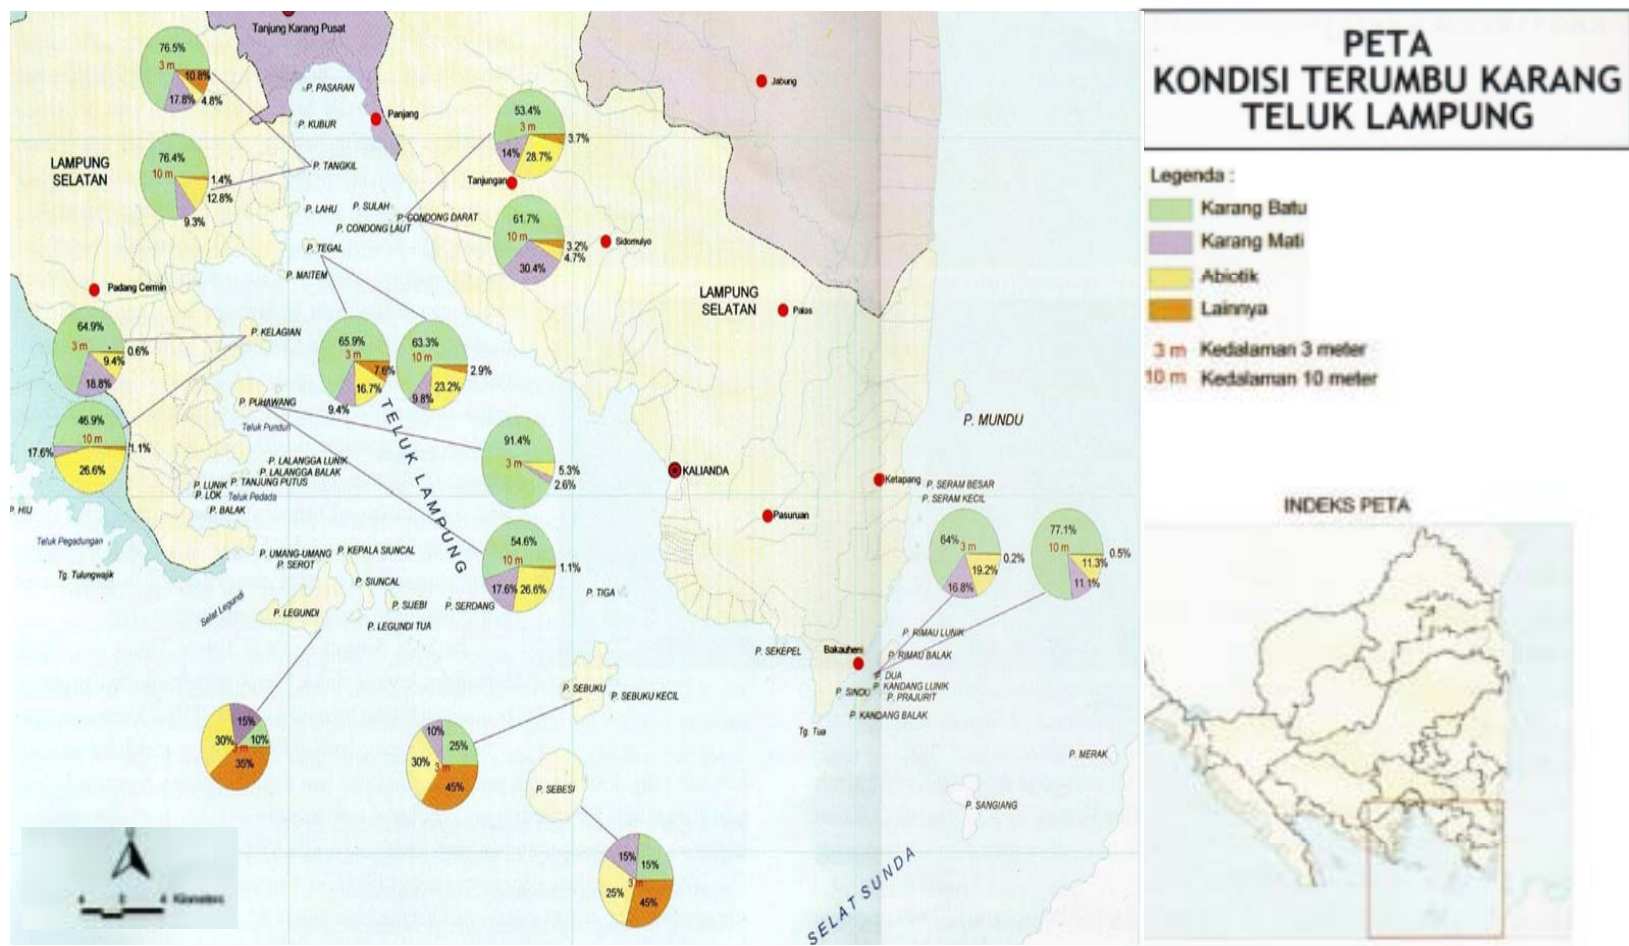 PETA
KONDISI TERUMBU KARANG
TELUK LAMPUNG
Legenda :
Karang Batu
Karang Mati
Abiotik
Lainnya
3 m Kedalaman 3 meter
10 m Kedalaman 10 meter
INDEKS PETA
Tanjung Karang Pusat
76.5%
3 m
10.8%
17.8%
4.8%
P. PASARAN
Panjang
P. KUBUR
Jabung
53.4%
3 m
3.7%
14%
28.7%
LAMPUNG
SELATAN
76.4%
10 m
1.4%
12.8%
9.3%
P. TANGKIL
Tanjungan
P. LAHU
P. SULAH
P. CONDONG DARAT
P. CONDONG LAUT
61.7%
10 m
3.2%
4.7%
30.4%
Sidomulyo
P. TEGAL
P. MAITEM
Padang Cermin
LAMPUNG
SELATAN
Palas
64.9%
3 m
0.6%
9.4%
18.8%
P. KELAGIAN
65.9%
3 m
7.6%
16.7%
9.4%
63.3%
10 m
2.9%
23.2%
9.8%
P. PUHAWANG
Teluk Punduh
46.9%
10 m
1.1%
17.6%
26.6%
TELUK LAMPUNG
91.4%
3 m
5.3%
2.6%
P. MUNDU
KALIANDA
Ketapang
P. SERAM BESAR
P. SERAM KECIL
P. LALANGGA LUNIK
P. LALANGGA BALAK
P. TANJUNG PUTUS
P. LUNIK
P. LOK
Teluk Pedada
P. BALAK
P. HIU
Pasuruan
Teluk Pegadungan
Tg. Tulungwajik
P. UMANG-UMANG
P. SEROT
P. KEPALA SIUNCAL
P. SIUNCAL
54.6%
10 m
1.1%
17.6%
26.6%
64%
3 m
0.2%
19.2%
16.8%
77.1%
10 m
0.5%
11.3%
11.1%
Selat Legundi
P. LEGUNDI
P. SIJEBI
P. SERDANG
P. LEGUNDI TUA
P. TIGA
P. RIMAU LUNIK
P. RIMAU BALAK
P. SEKEPEL
Bakauheni
P. DUA
P. KANDANG LUNIK
P. SINDU
P. PRAJURIT
P. KANDANG BALAK
Tg. Tua
P. SEBUKU
P. SEBUKU KECIL
15%
30%
10%
3 m
35%
10%
25%
30%
3 m
45%
P. MERAK
P. SEBESI
P. SANGIANG
15%
15%
3 m
25%
45%
SELAT SUNDA
4 0 4 Kilometers